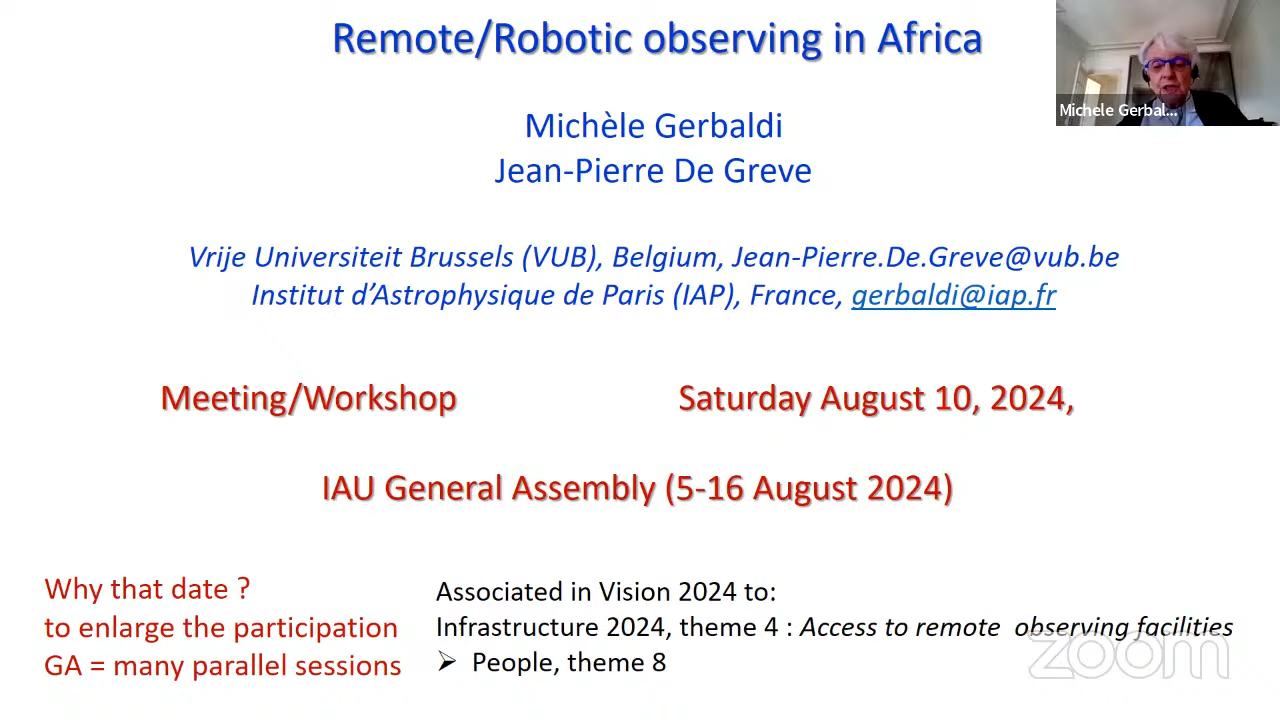 Remote/Robotic observing in Africa
Michele Gerbal...
Michèle Gerbaldi
Jean-Pierre De Greve
Vrije Universiteit Brussels (VUB), Belgium, Jean-Pierre.De.Greve@vub.be
Institut d’Astrophysique de Paris (IAP), France, gerbaldi@iap.fr
Meeting/Workshop Saturday August 10, 2024,
IAU General Assembly (5-16 August 2024)
Why that date ?
to enlarge the participation
GA = many parallel sessions
Associated in Vision 2024 to:
Infrastructure 2024, theme 4 : Access to remote observing facilities
➢ People, theme 8
zoom